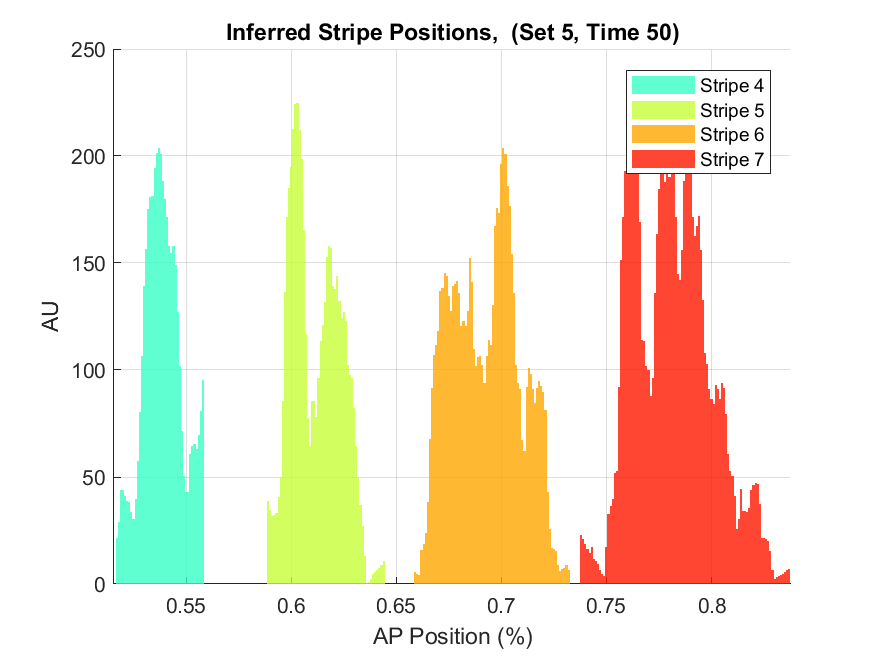 Inferred Stripe Positions,  (Set 5, Time 50)
250
200
150
100
50
0
AU
Stripe 4
Stripe 5
Stripe 6
Stripe 7
0.55
0.6
0.65
0.7
0.75
0.8
AP Position (%)